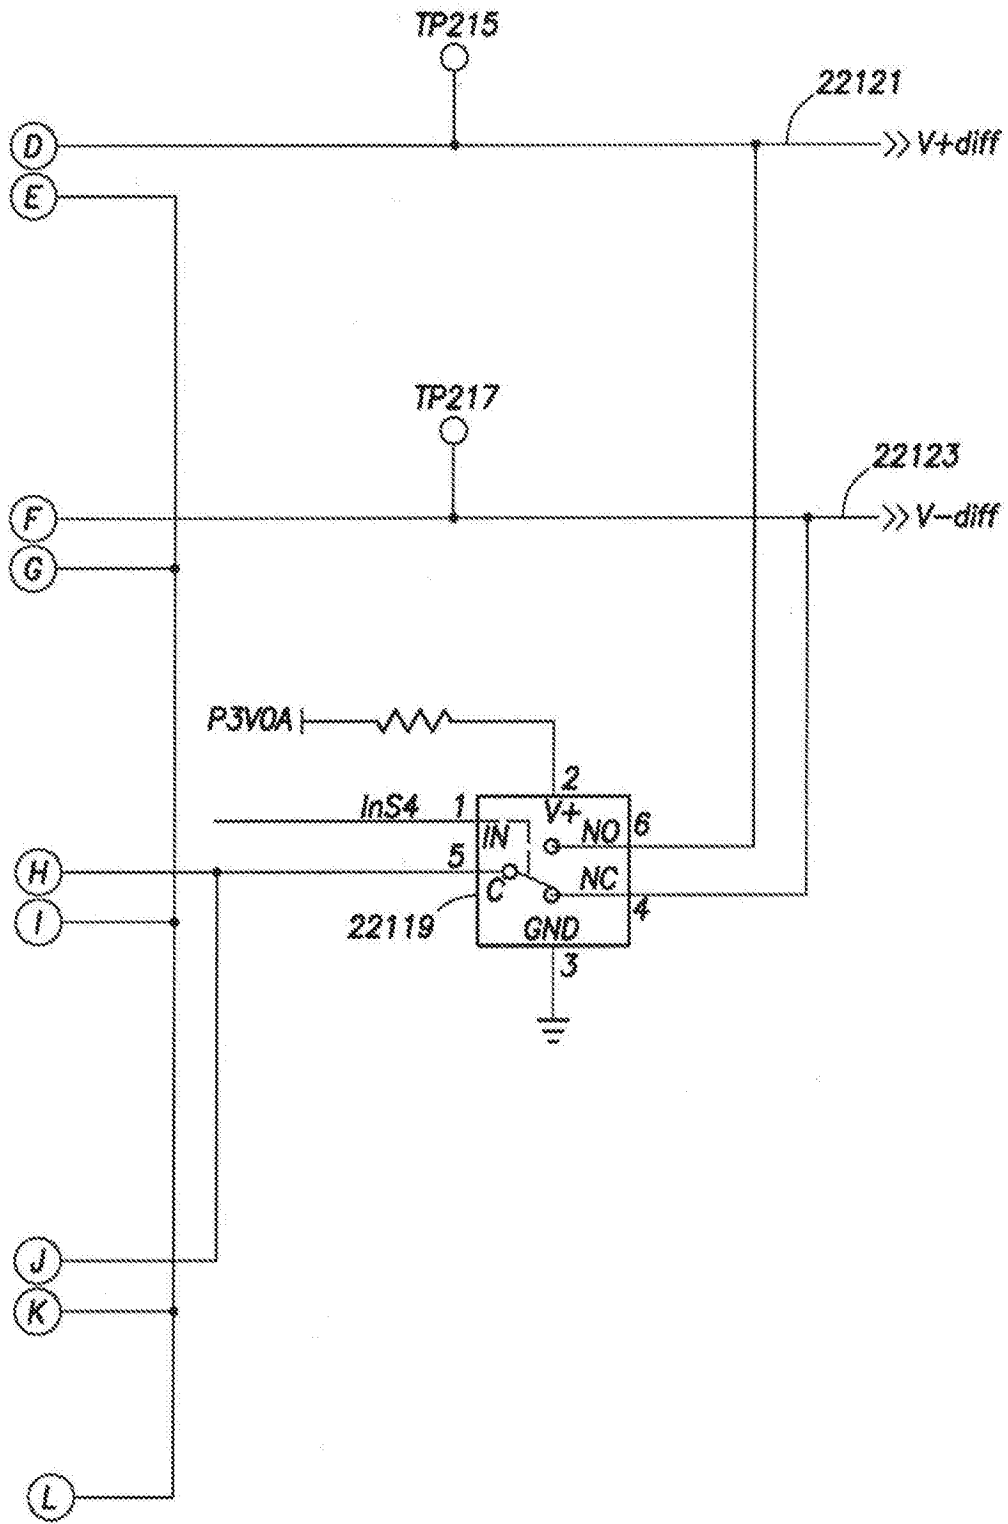 TP215
22121
D
V+diff
E
TP217
22123
F
V-diff
G
P3V0A
2
InS4
1
V+
IN
NO
6
5
H
C
NC
4
I
22119
GND
3
J
K
L